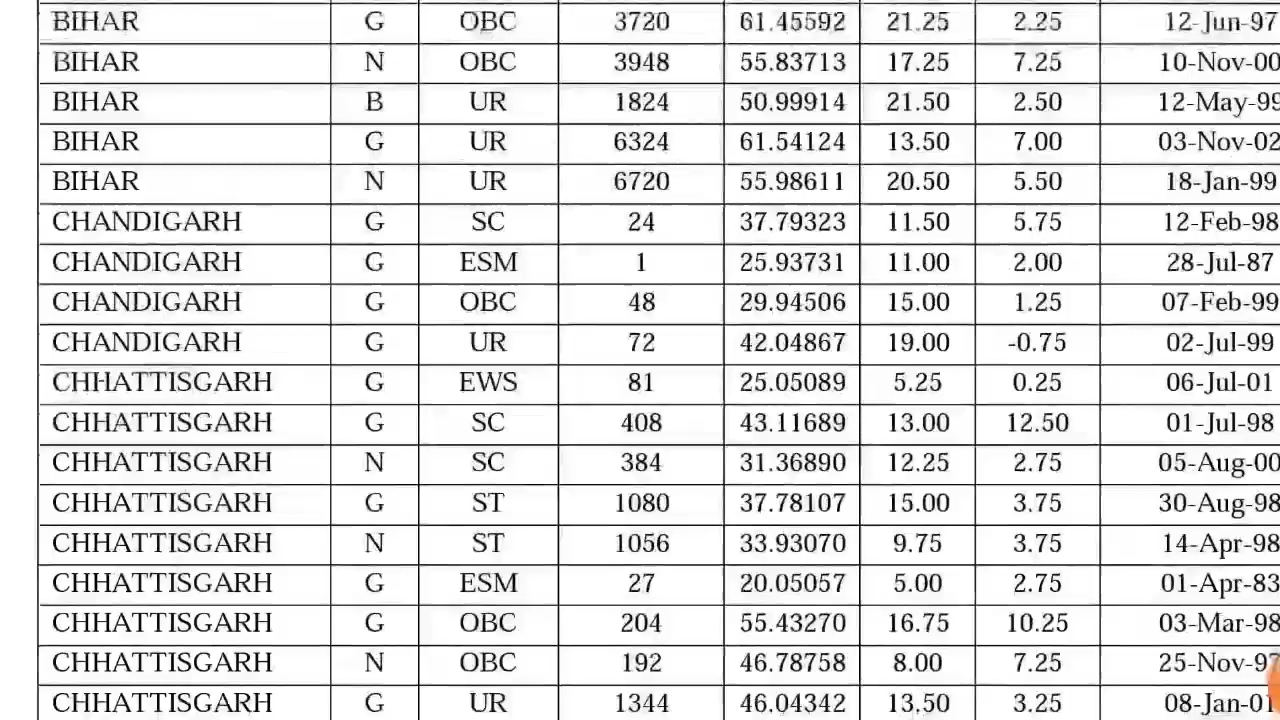 BIHAR G OBC 3720 61.45592 21.25 2.25 12-Jun-97
BIHAR N OBC 3948 55.83713 17.25 7.25 10-Nov-00
BIHAR B UR 1824 50.99914 21.50 2.50 12-May-99
BIHAR G UR 6324 61.54124 13.50 7.00 03-Nov-02
BIHAR N UR 6720 55.98611 20.50 5.50 18-Jan-99
CHANDIGARH G SC 24 37.79323 11.50 5.75 12-Feb-98
CHANDIGARH G ESM 1 25.93731 11.00 2.00 28-Jul-87
CHANDIGARH G OBC 48 29.94506 15.00 1.25 07-Feb-99
CHANDIGARH G UR 72 42.04867 19.00 -0.75 02-Jul-99
CHHATTISGARH G EWS 81 25.05089 5.25 0.25 06-Jul-01
CHHATTISGARH G SC 408 43.11689 13.00 12.50 01-Jul-98
CHHATTISGARH N SC 384 31.36890 12.25 2.75 05-Aug-00
CHHATTISGARH G ST 1080 37.78107 15.00 3.75 30-Aug-98
CHHATTISGARH N ST 1056 33.93070 9.75 3.75 14-Apr-98
CHHATTISGARH G ESM 27 20.05057 5.00 2.75 01-Apr-83
CHHATTISGARH G OBC 204 55.43270 16.75 10.25 03-Mar-98
CHHATTISGARH N OBC 192 46.78758 8.00 7.25 25-Nov-97
CHHATTISGARH G UR 1344 46.04342 13.50 3.25 08-Jan-01